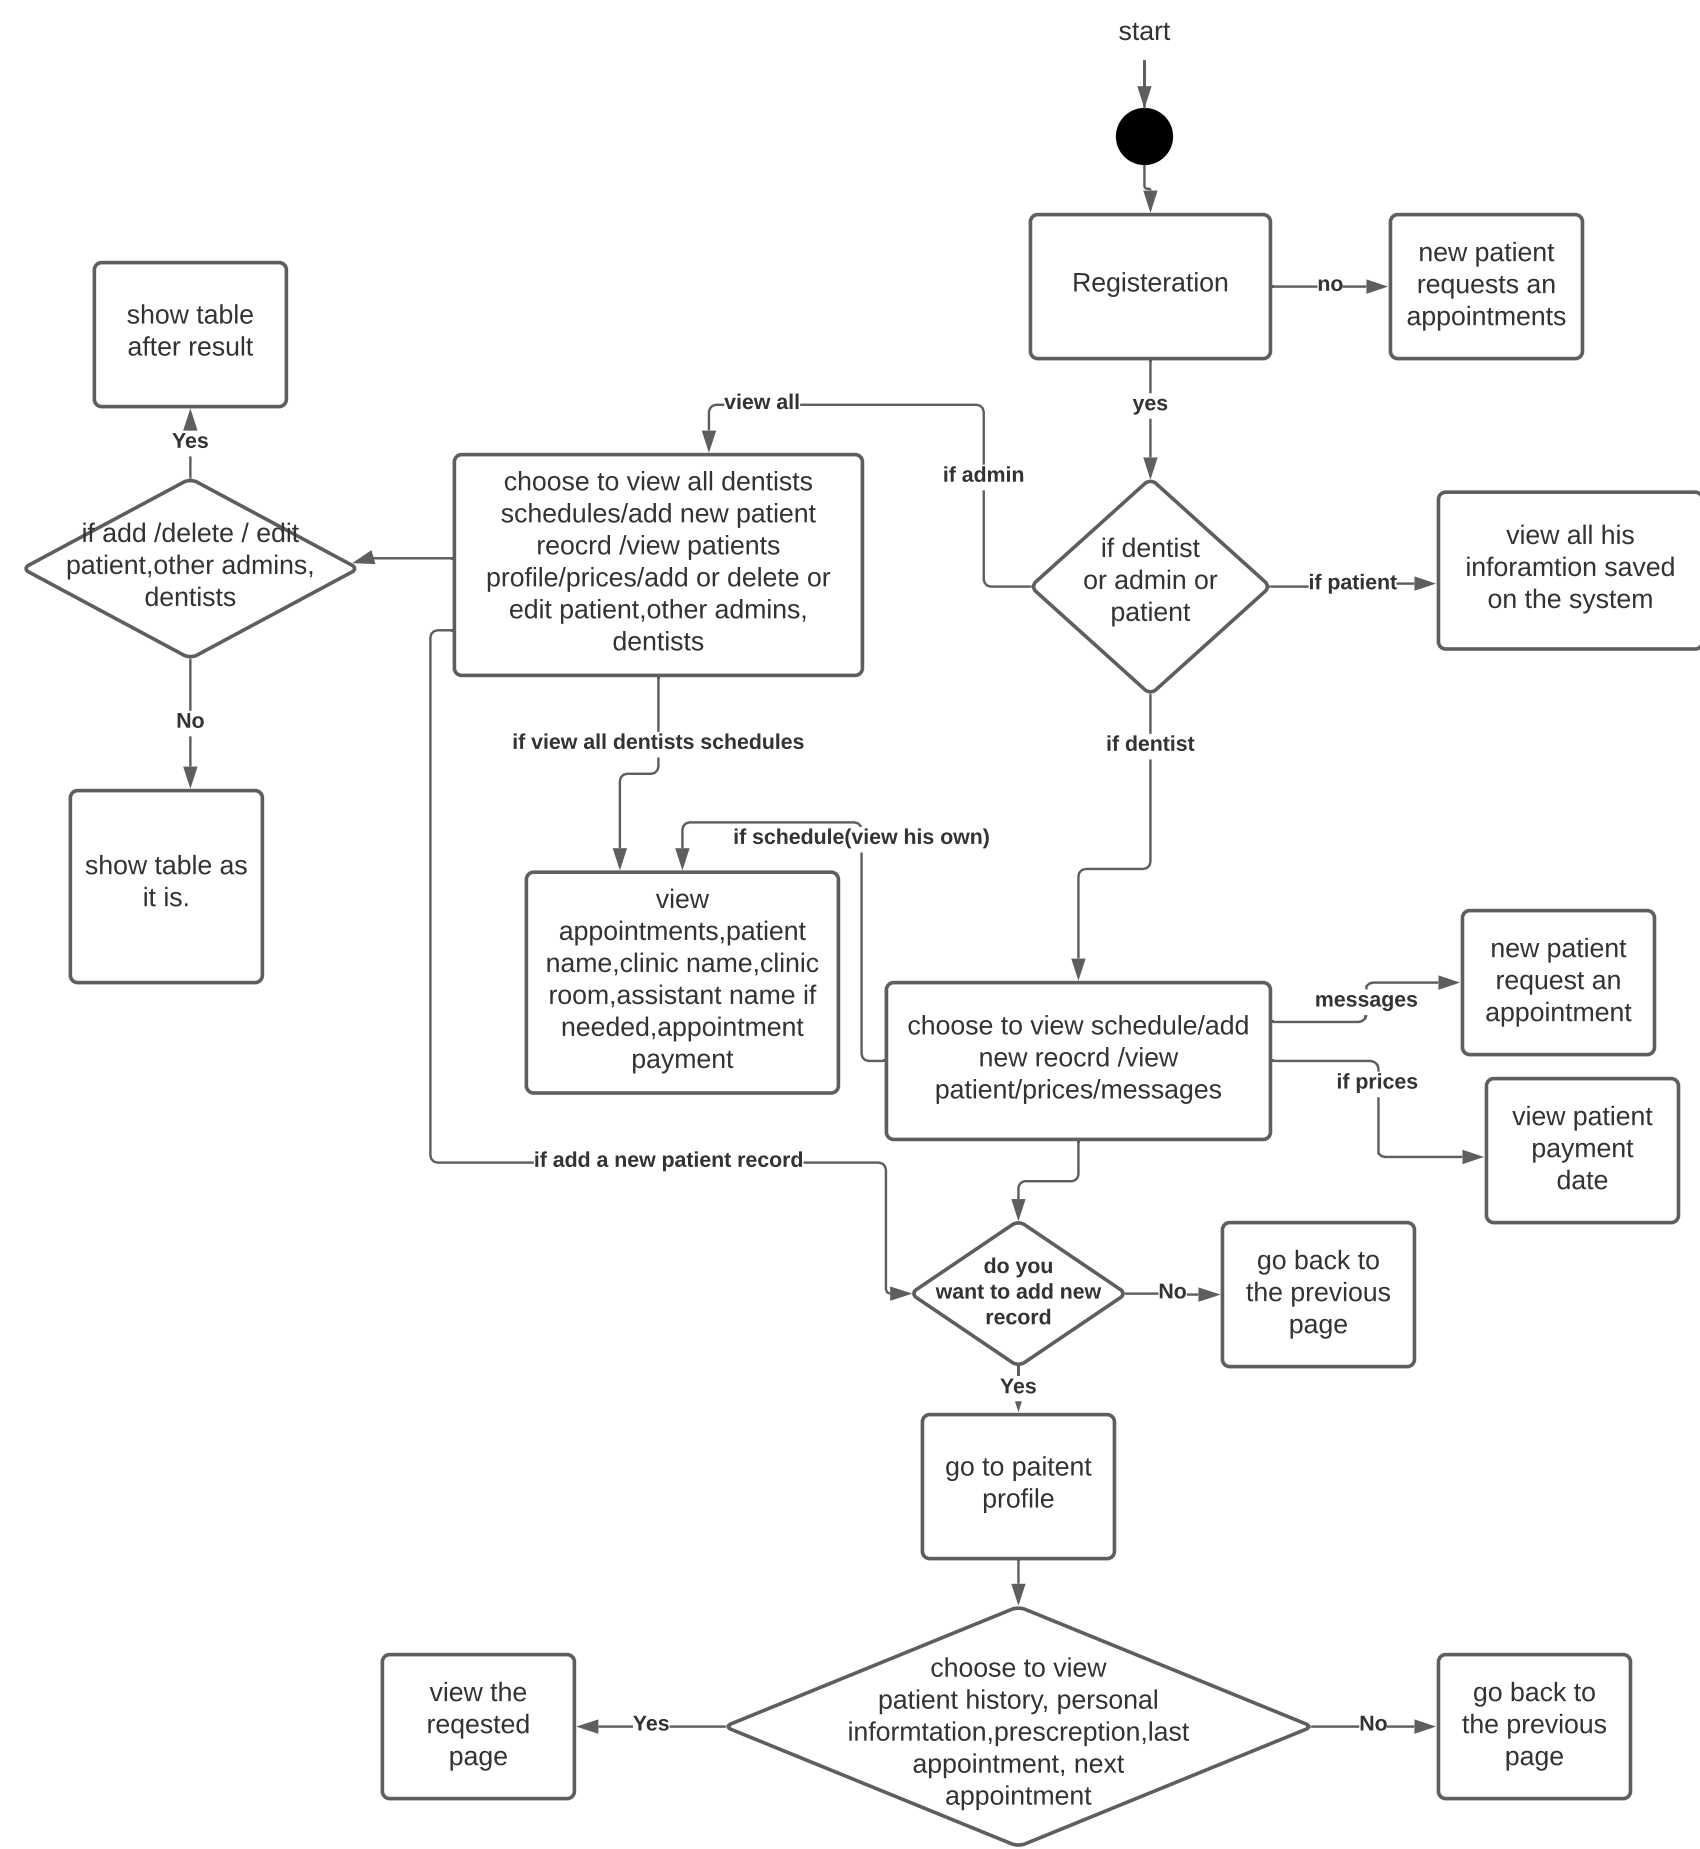 start
Registeration
no
new patient
requests an
appointments
yes
show table
after result
Yes
if add /delete / edit
patient,other admins,
dentists
No
show table as
it is.
view all
if admin
choose to view all dentists
schedules/add new patient
reocrd /view patients
profile/prices/add or delete or
edit patient,other admins,
dentists
if dentist
or admin or
patient
if patient
view all his
inforamtion saved
on the system
if view all dentists schedules
if dentist
if schedule(view his own)
view
appointments,patient
name,clinic name,clinic
room,assistant name if
needed,appointment
payment
choose to view schedule/add
new reocrd /view
patient/prices/messages
messages
new patient
request an
appointment
if prices
view patient
payment
date
if add a new patient record
do you
want to add new
record
No
go back to
the previous
page
Yes
go to paitent
profile
choose to view
patient history, personal
informtation,prescreption,last
appointment, next
appointment
Yes
view the
reqested
page
No
go back to
the previous
page